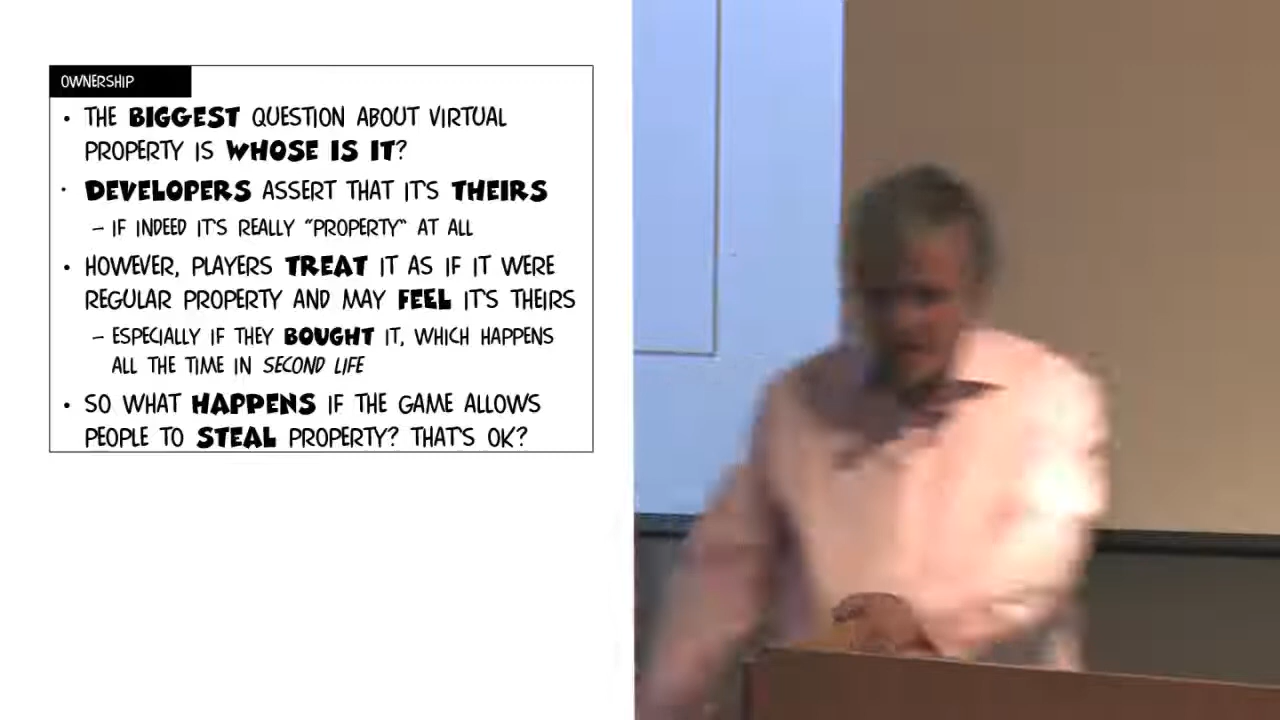 OWNERSHIP
• THE BIGGEST QUESTION ABOUT VIRTUAL
PROPERTY IS WHOSE IS IT?
• DEVELOPERS ASSERT THAT IT'S THEIRS
– IF INDEED IT'S REALLY "PROPERTY" AT ALL
• HOWEVER, PLAYERS TREAT IT AS IF IT WERE
REGULAR PROPERTY AND MAY FEEL IT'S THEIRS
– ESPECIALLY IF THEY BOUGHT IT, WHICH HAPPENS
ALL THE TIME IN SECOND LIFE
• SO WHAT HAPPENS IF THE GAME ALLOWS
PEOPLE TO STEAL PROPERTY? THAT'S OK?